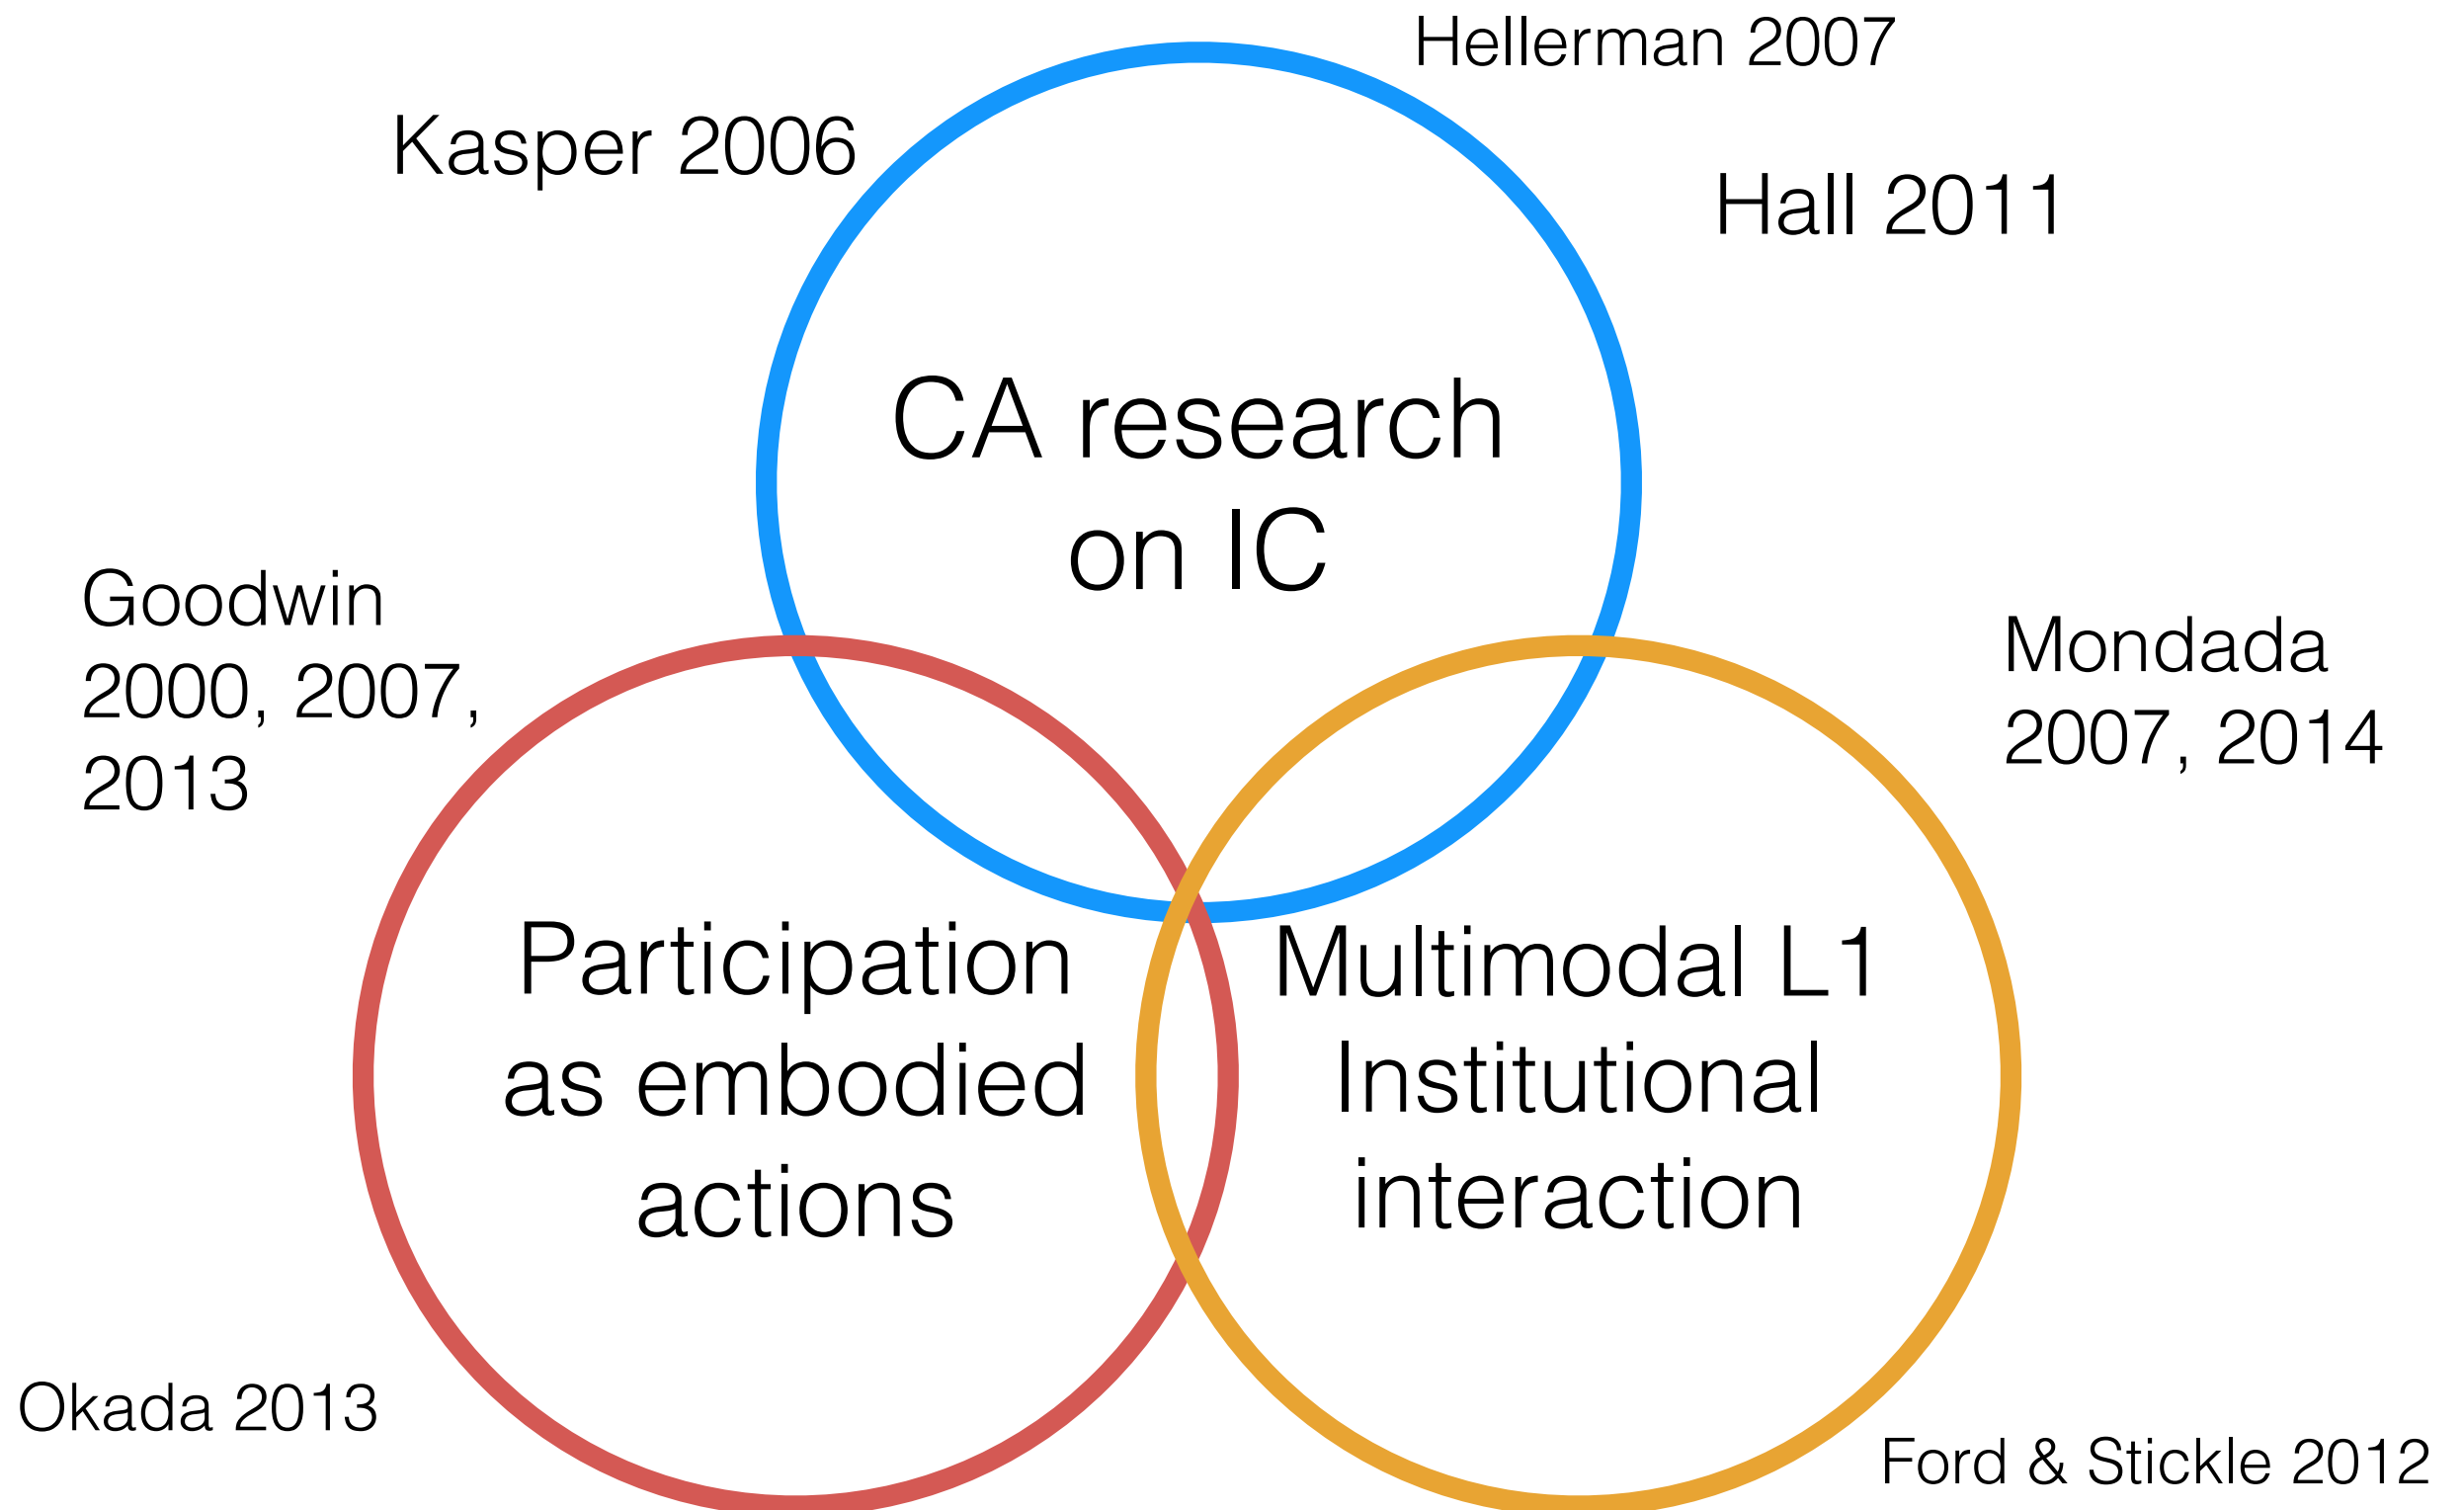 Hellerman 2007
Kasper 2006
Hall 2011
CA research
on IC
Goodwin
2000, 2007,
2013
Mondada
2007, 2014
Participation
as embodied
actions
Multimodal L1
Institutional
interaction
Okada 2013
Ford & Stickle 2012